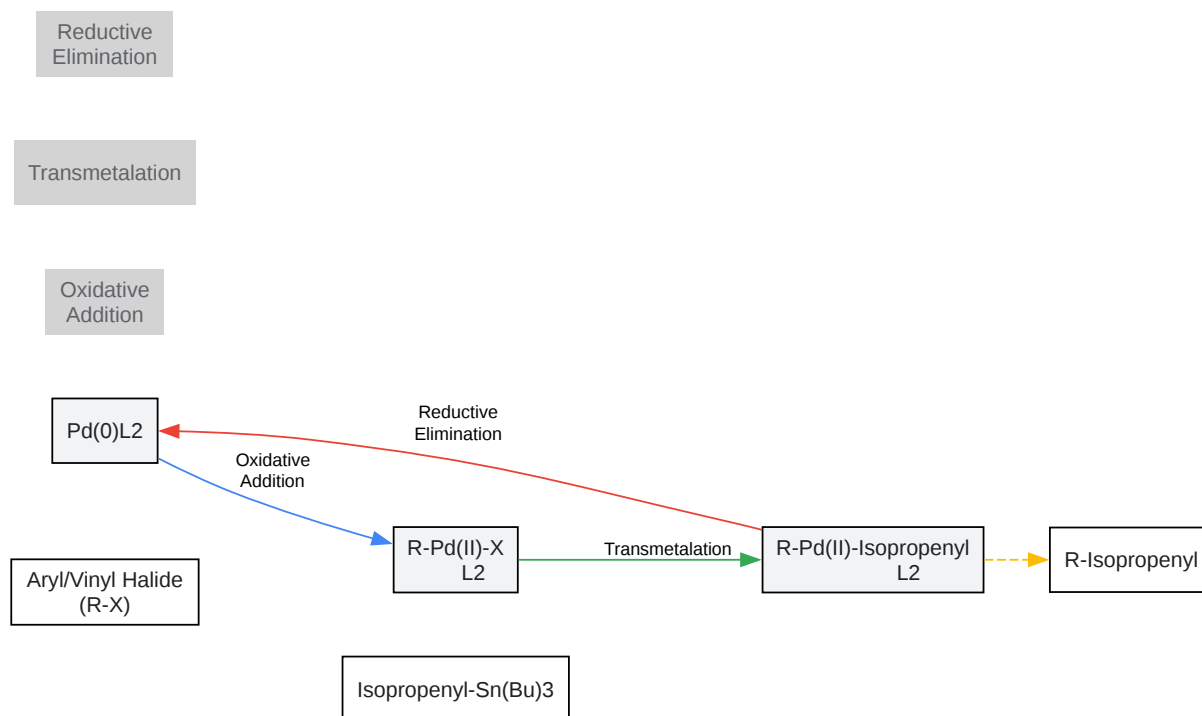 Reductive
Elimination
Transmetalation
Oxidative
Addition
Pd(0)L2
Reductive
Elimination
Oxidative
Addition
R-Pd(II)-X
L2
Transmetalation
R-Pd(II)-Isopropenyl
L2
R-Isopropenyl
Aryl/Vinyl Halide
(R-X)
Isopropenyl-Sn(Bu)3